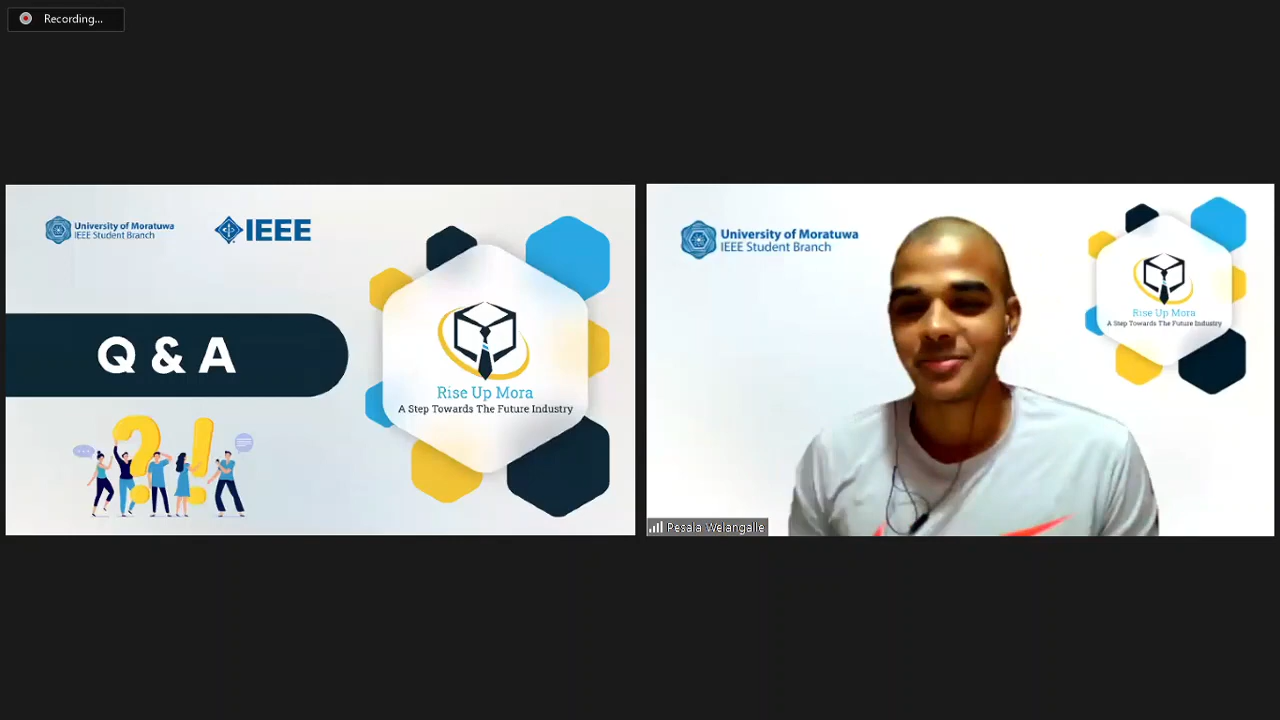 Recording...
University of Moratuwa
IEEE Student Branch
IEEE
Q & A
Rise Up Mora
A Step Towards The Future Industry
University of Moratuwa
IEEE Student Branch
Rise Up Mora
A Step Towards The Future Industry
Pesala Welangalle